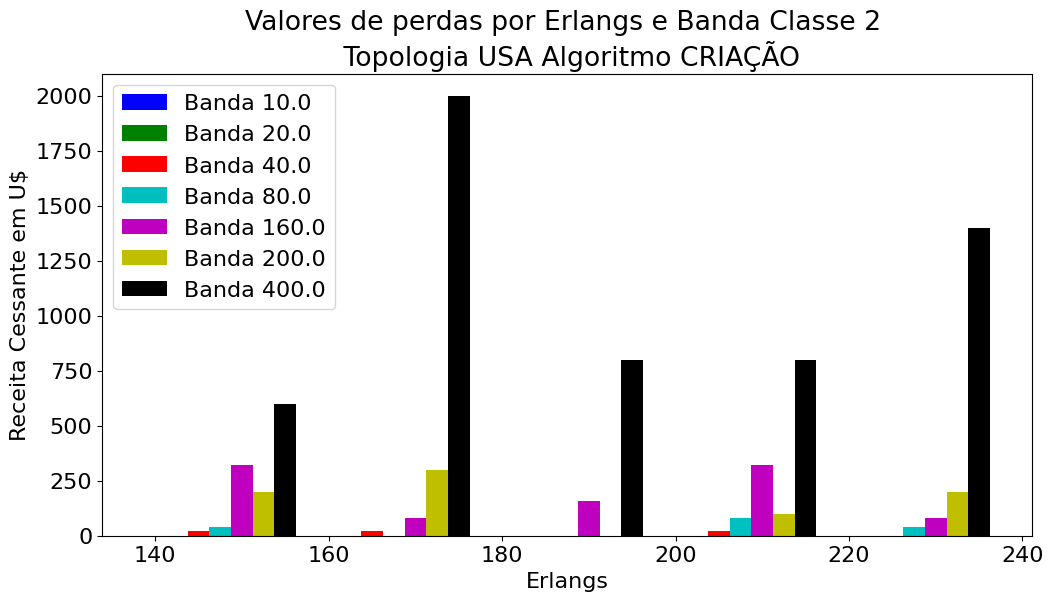 Valores de perdas por Erlangs e Banda Classe 2
Topologia USA Algoritmo CRIAÇÃO
Banda 10.0
Banda 20.0
Banda 40.0
Banda 80.0
Banda 160.0
Banda 200.0
Banda 400.0
Receita Cessante em U$
2000
1750
1500
1250
1000
750
500
250
0
140 160 180 200 220 240
Erlangs